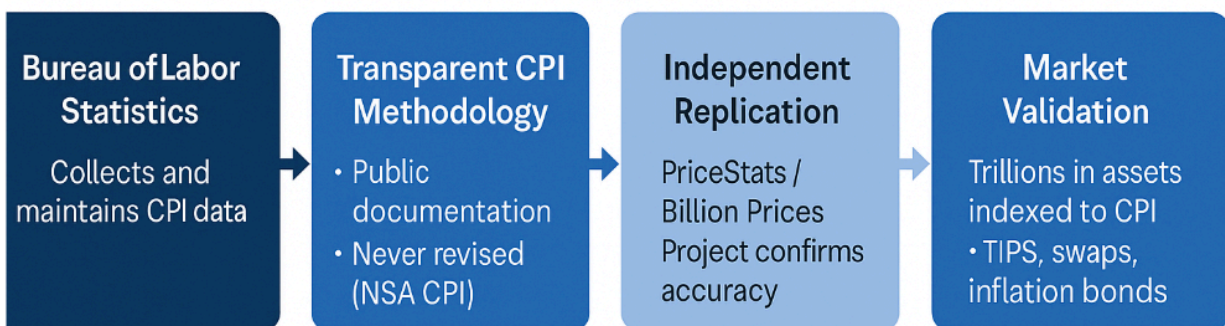 Bureau of Labor
Statistics
Collects and
maintains CPI data
Transparent CPI
Methodology
• Public
documentation
• Never revised
(NSA CPI)
Independent
Replication
PriceStats /
Billion Prices
Project confirms
accuracy
Market
Validation
Trillions in assets
indexed to CPI
• TIPS, swaps,
inflation bonds